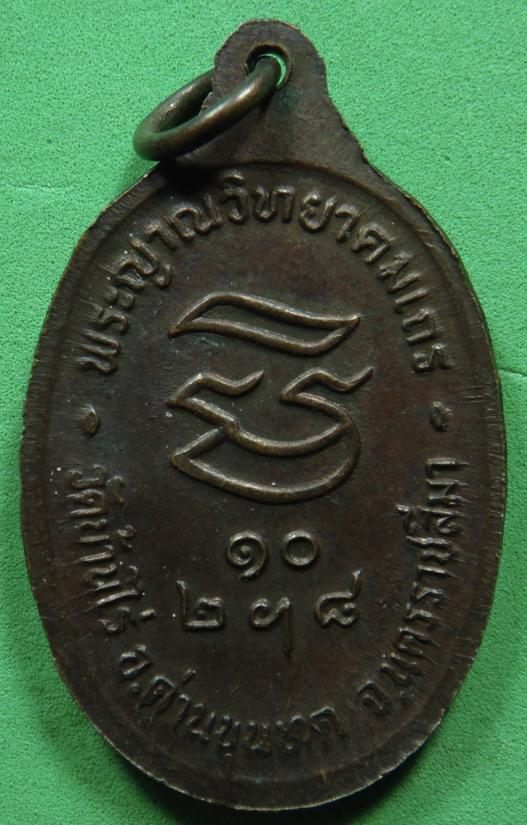 พระญาณวิทยาคมเถร
๑๐
๒ ๗ ๘
วัดบ้านไร่ อ.ด่านขุนทด จ.นครราชสีมา